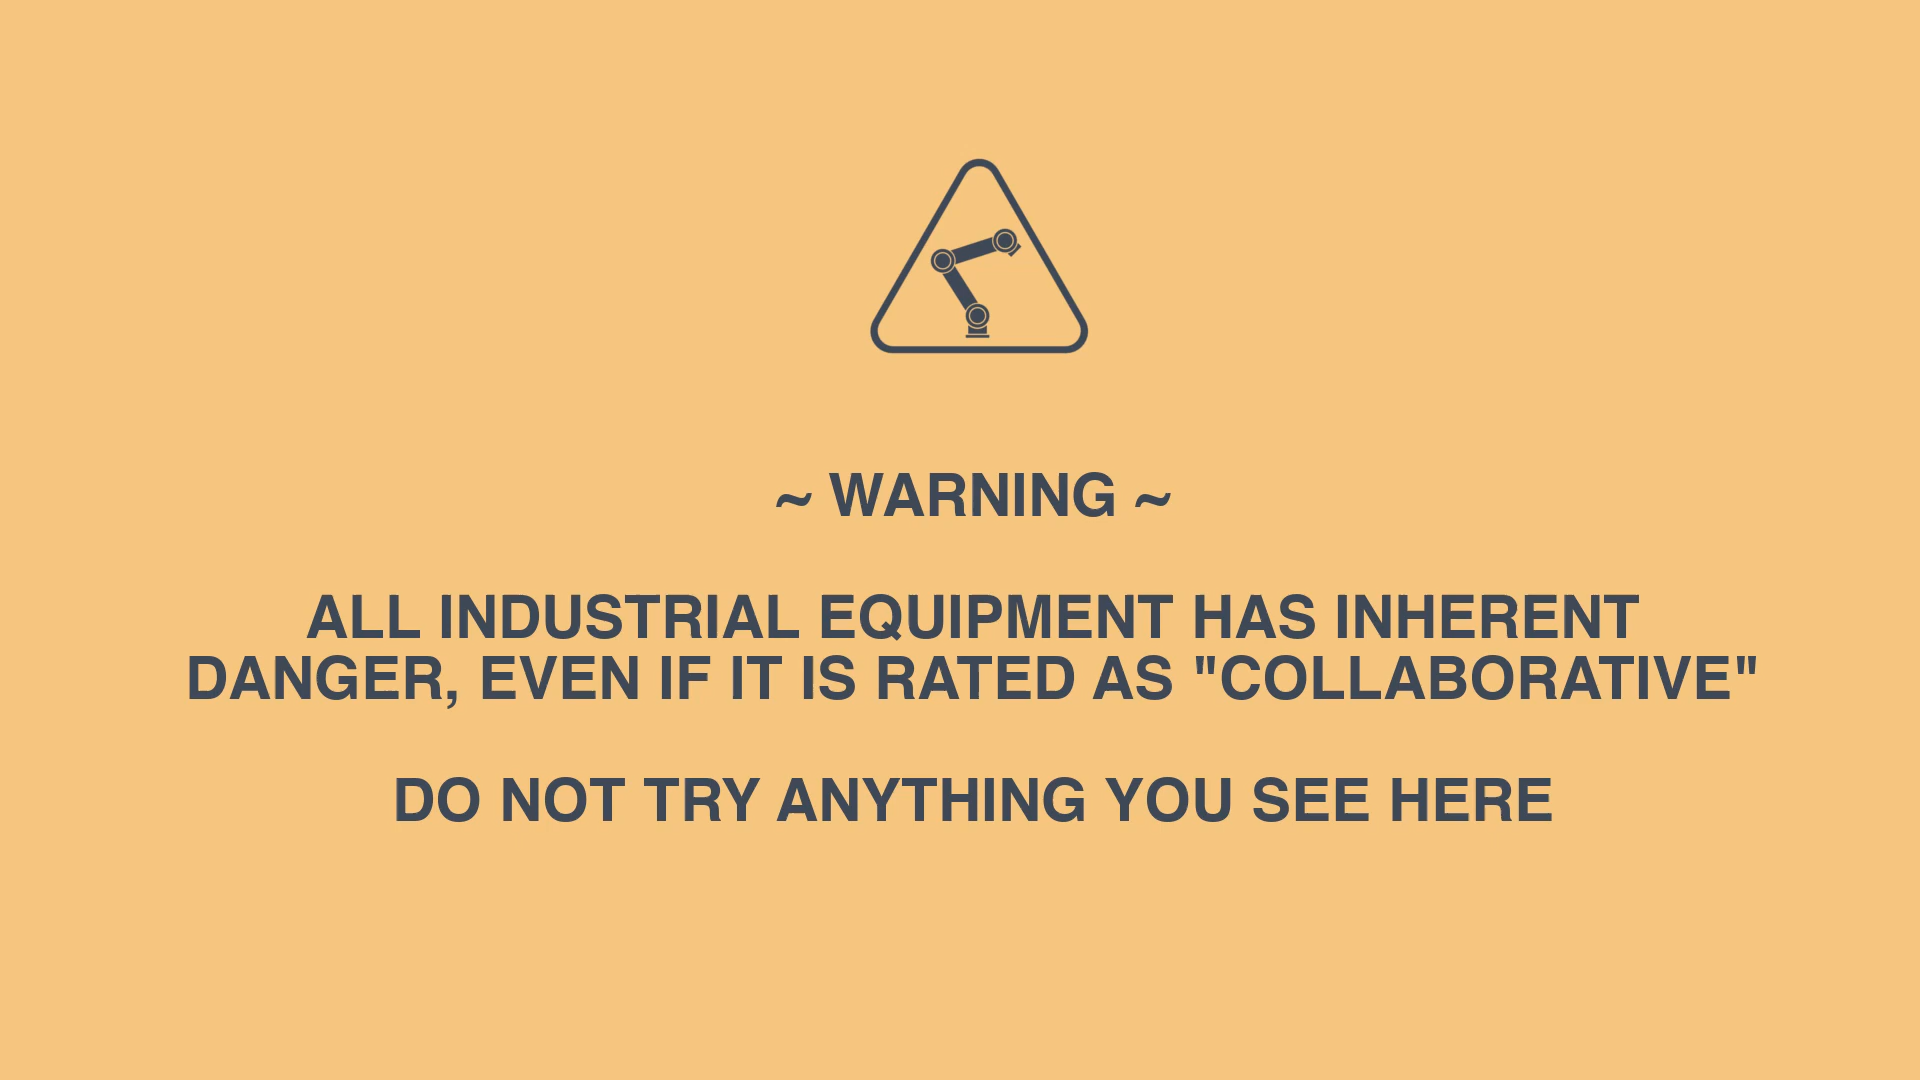 ~ WARNING ~
ALL INDUSTRIAL EQUIPMENT HAS INHERENT
DANGER, EVEN IF IT IS RATED AS "COLLABORATIVE"
DO NOT TRY ANYTHING YOU SEE HERE